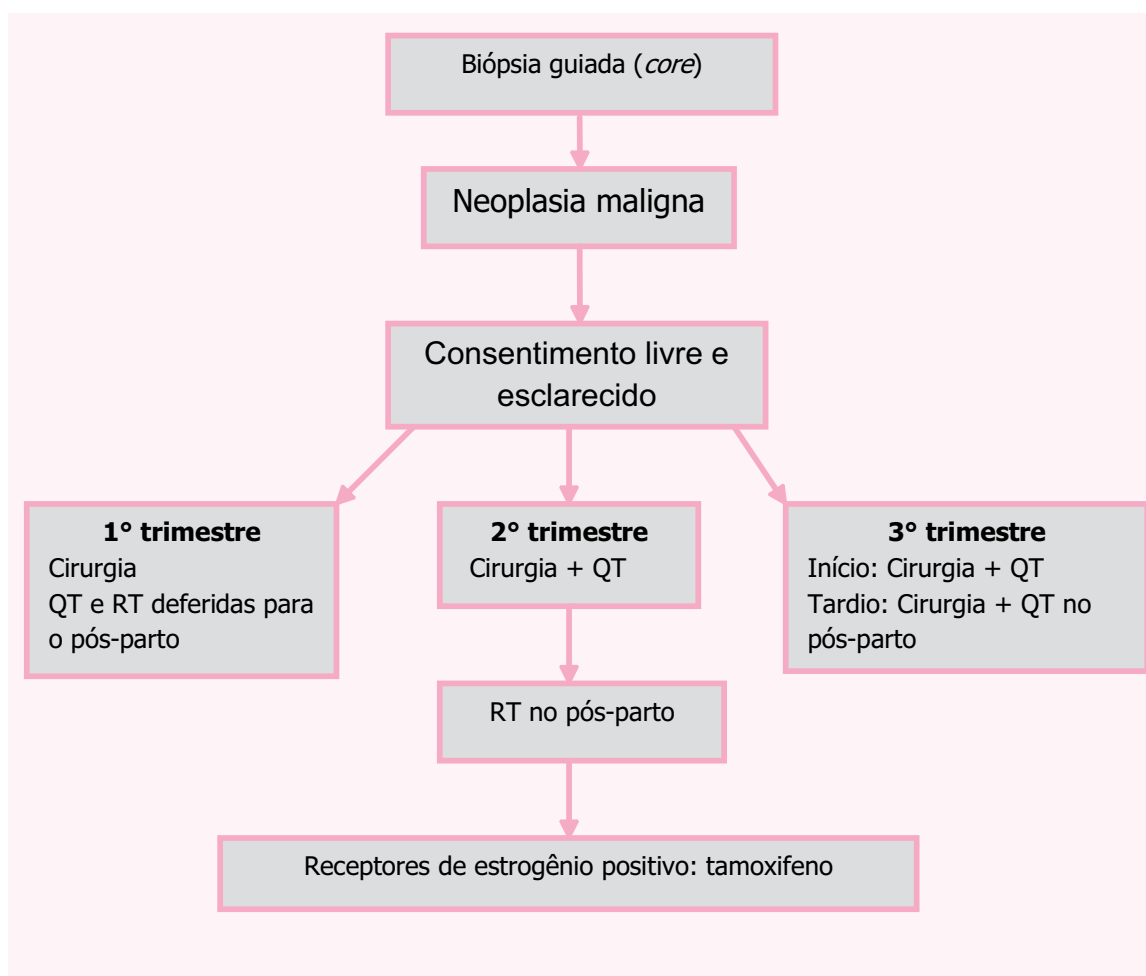 Biópsia guiada (core)
Neoplasia maligna
Consentimento livre e
esclarecido
1° trimestre
Cirurgia
QT e RT deferidas para
o pós-parto
2° trimestre
Cirurgia + QT
3° trimestre
Início: Cirurgia + QT
Tardio: Cirurgia + QT no
pós-parto
RT no pós-parto
Receptores de estrogênio positivo: tamoxifeno